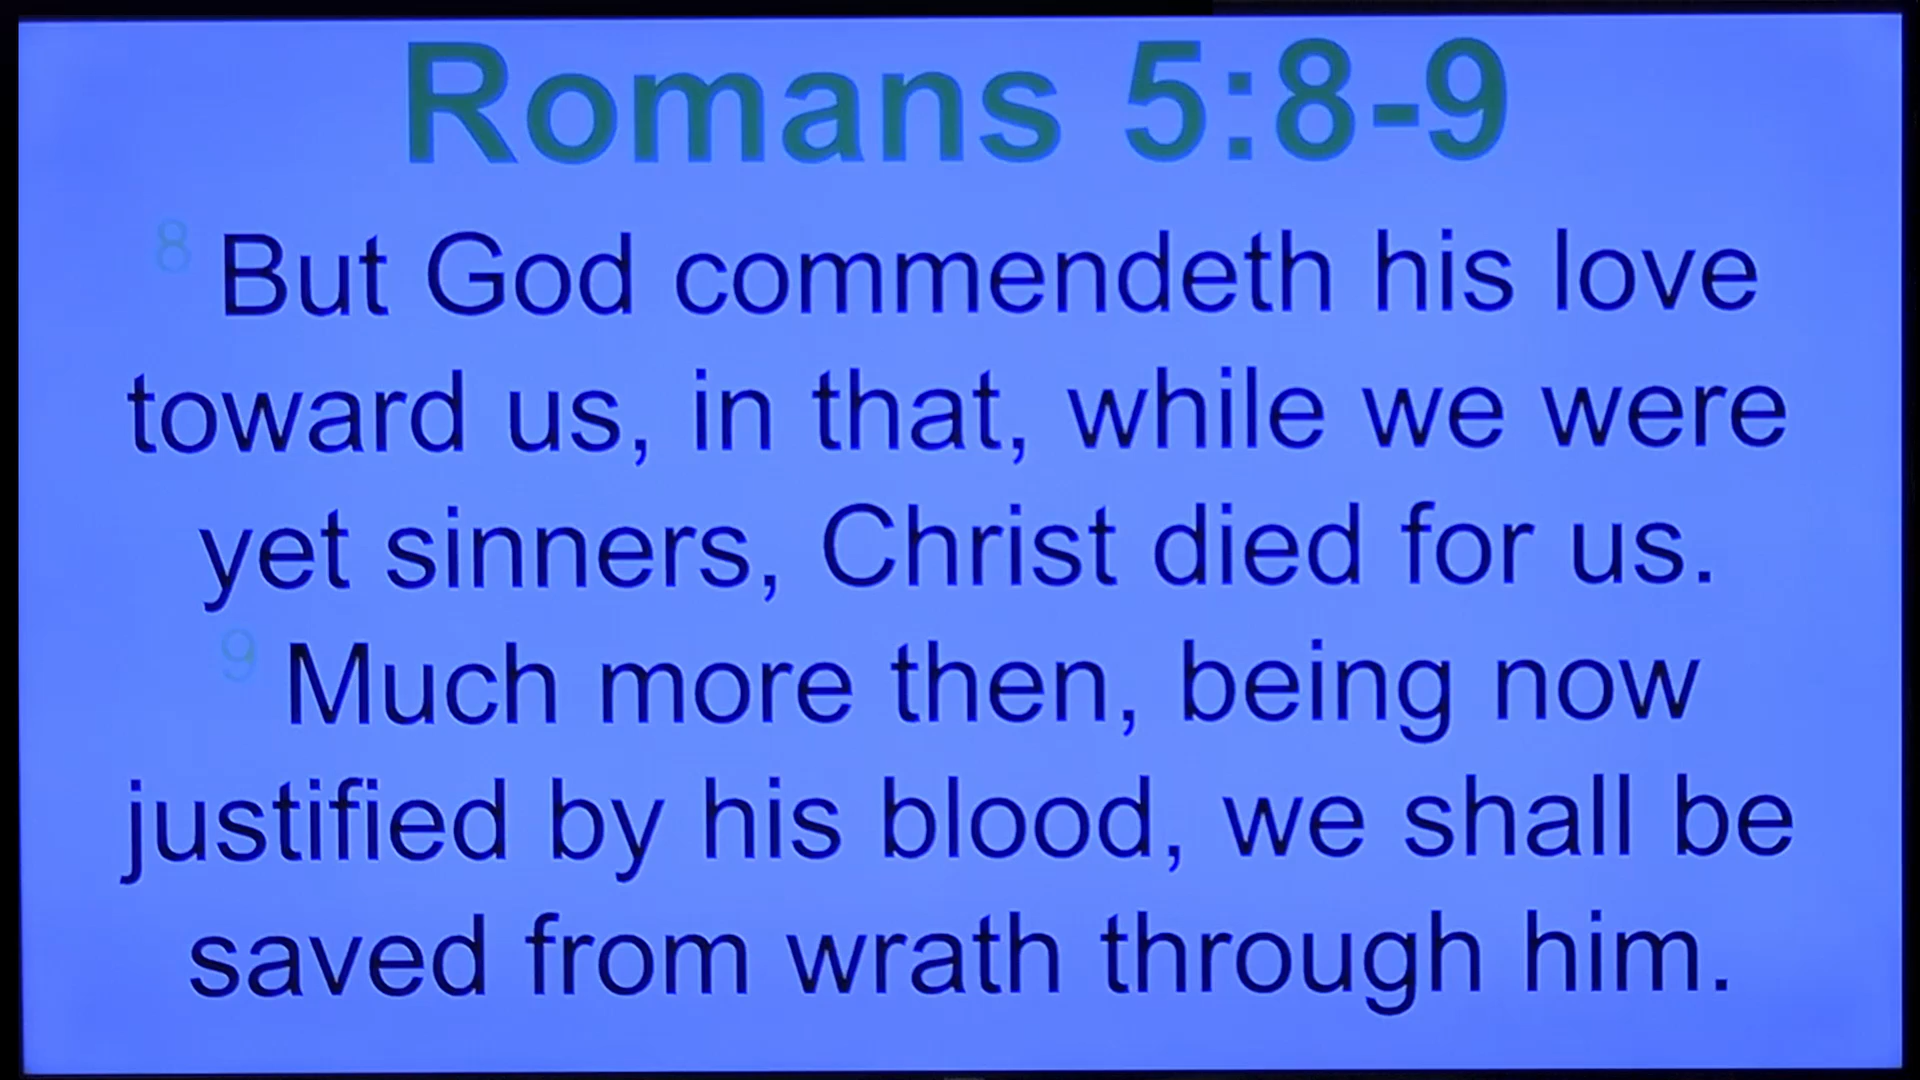 Romans 5:8-9
8 But God commendeth his love
toward us, in that, while we were
yet sinners, Christ died for us.
9 Much more then, being now
justified by his blood, we shall be
saved from wrath through him.